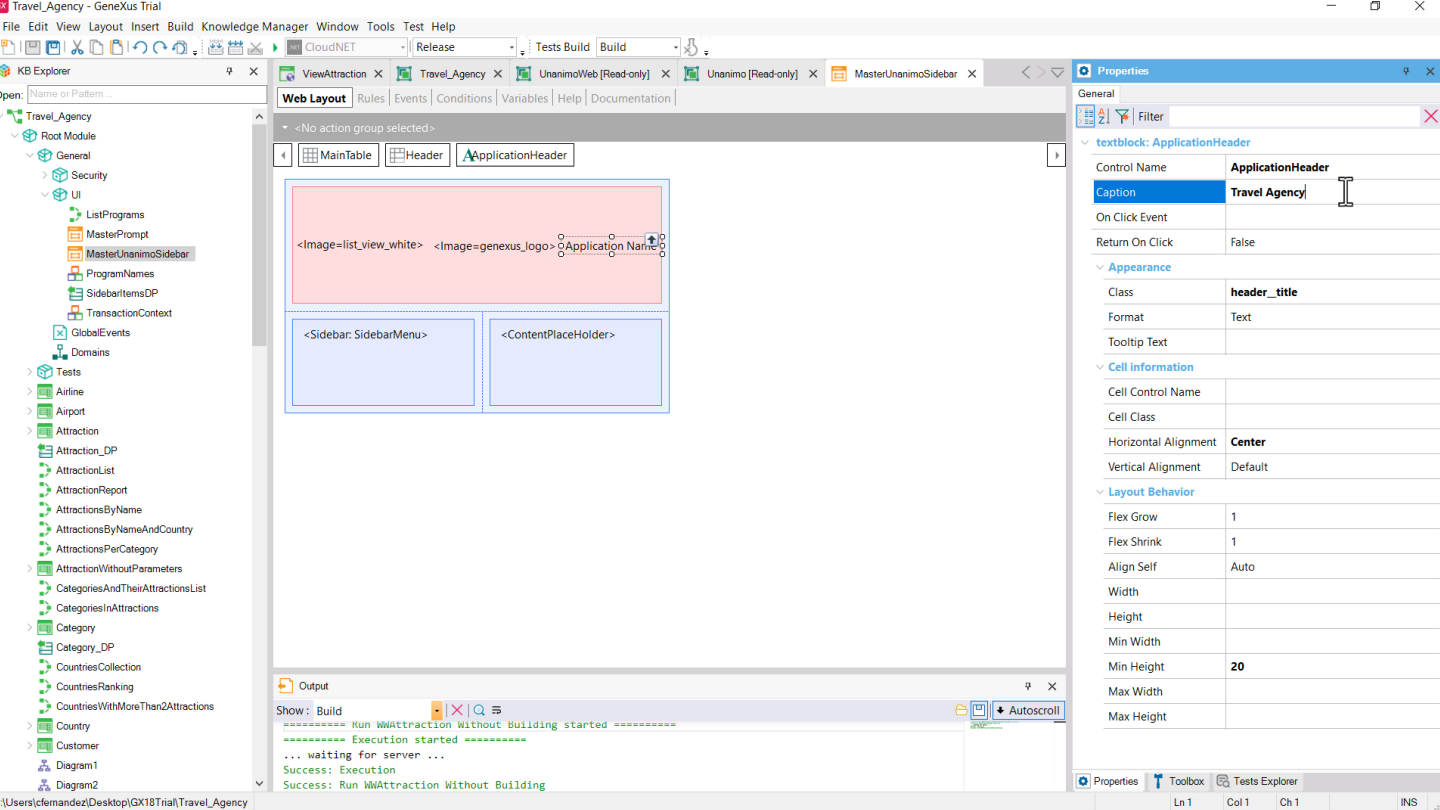 Travel_Agency - GeneXus Trial
File Edit View Layout Insert Build Knowledge Manager Window Tools Test Help
CloudNET Release Tests Build Build
KB Explorer
Open: Name or Pattern ...
Travel_Agency
Root Module
General
Security
UI
ListPrograms
MasterPrompt
MasterUnanimoSidebar
ProgramNames
SidebarItemsDP
TransactionContext
GlobalEvents
Domains
Tests
Airline
Airport
Attraction
Attraction_DP
AttractionList
AttractionReport
AttractionsByName
AttractionsByNameAndCountry
AttractionsPerCategory
AttractionWithoutParameters
CategoriesAndTheirAttractionsList
CategoriesInAttractions
Category
Category_DP
CountriesCollection
CountriesRanking
CountriesWithMoreThan2Attractions
Country
Customer
Diagram1
Diagram2
ViewAttraction Travel_Agency UnanimoWeb [Read-only] Unanimo [Read-only] MasterUnanimoSidebar
Web Layout Rules Events Conditions Variables Help Documentation
<No action group selected>
MainTable Header ApplicationHeader
<Image=list_view_white> <Image=genexus_logo> Application Name
<Sidebar: SidebarMenu> <ContentPlaceHolder>
Output
Show: Build Autoscroll
========== Run WWAttraction Without Building started ==========
========== Execution started ==========
... waiting for server ...
Success: Execution
Success: Run WWAttraction Without Building
Properties
General
Filter
textblock: ApplicationHeader
Control Name ApplicationHeader
Caption Travel Agency
On Click Event
Return On Click False
Appearance
Class header__title
Format Text
Tooltip Text
Cell information
Cell Control Name
Cell Class
Horizontal Alignment Center
Vertical Alignment Default
Layout Behavior
Flex Grow 1
Flex Shrink 1
Align Self Auto
Width
Height
Min Width
Min Height 20
Max Width
Max Height
Properties Toolbox Tests Explorer
:\Users\cfernandez\Desktop\GX18Trial\Travel_Agency Ln 1 Col 1 Ch 1 INS